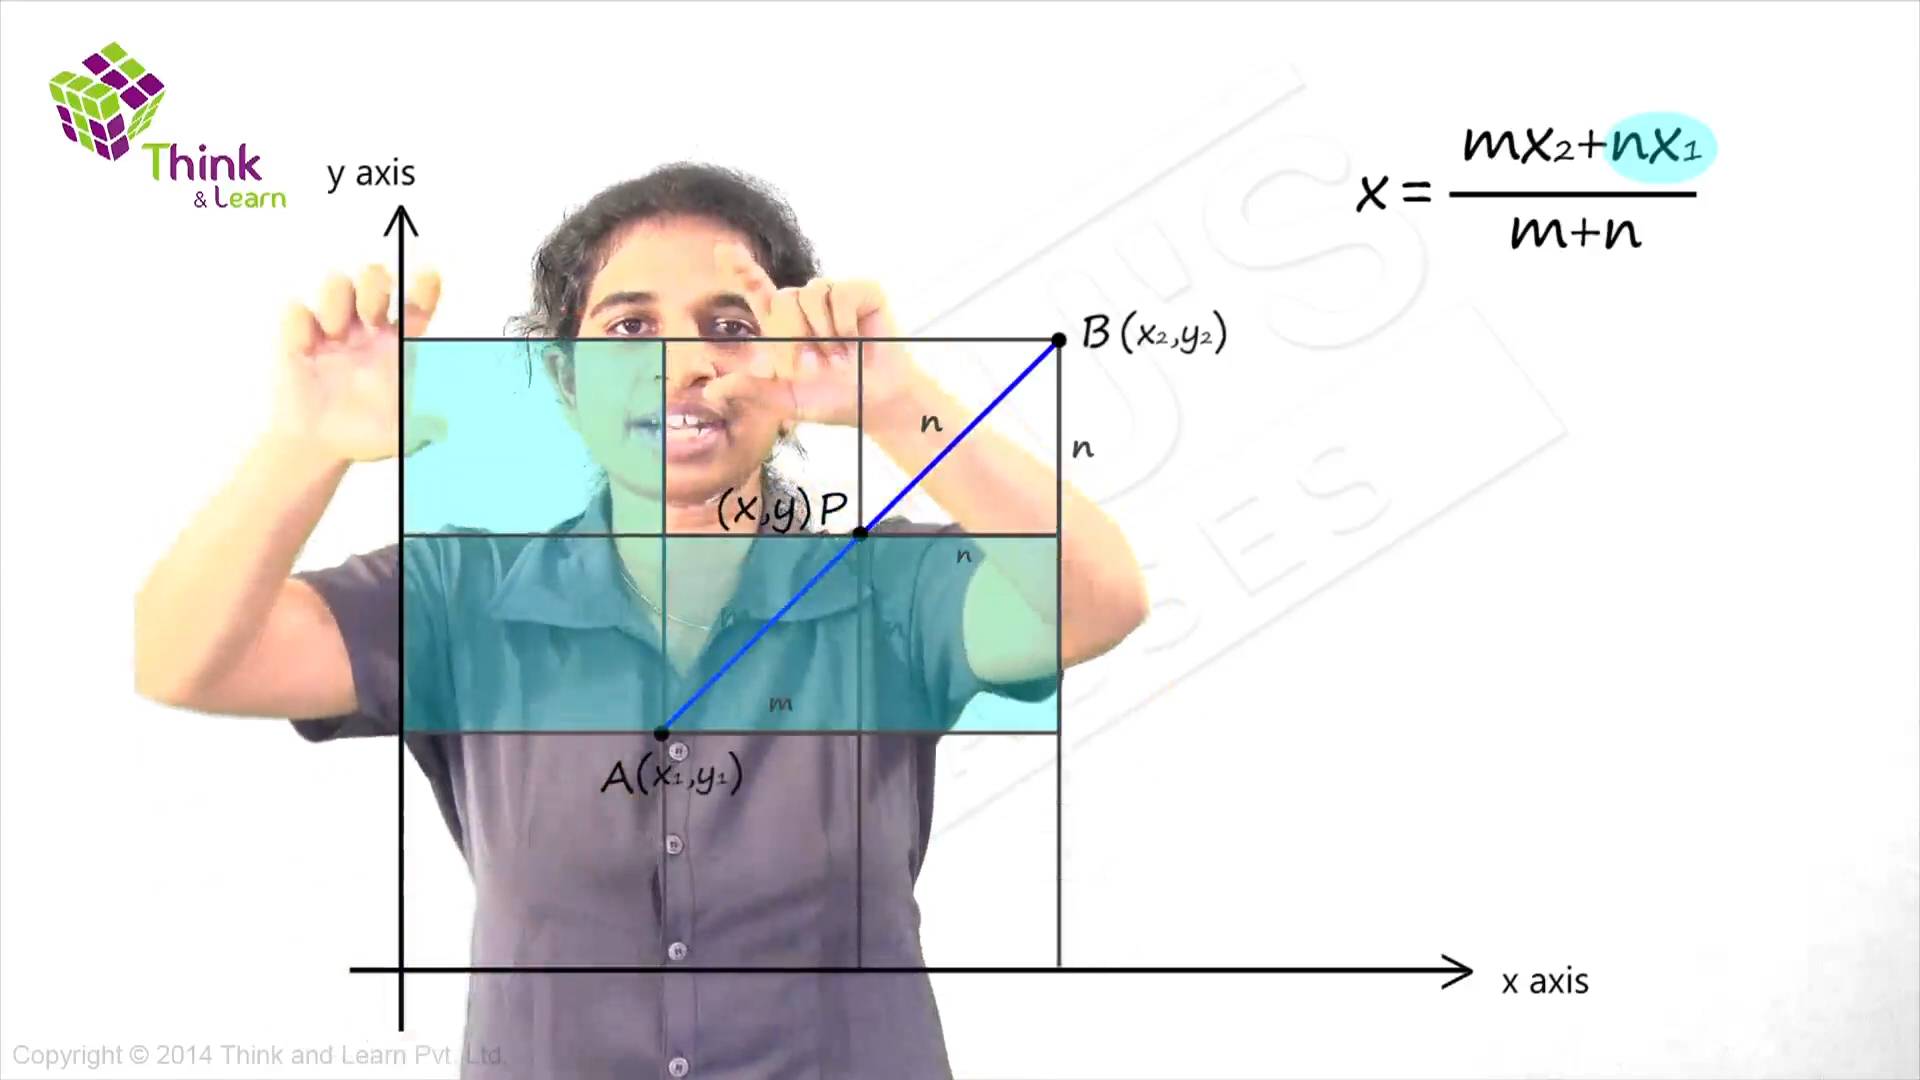 Think
& Learn
y axis
x = mx₂+nx₁
m+n
B (x₂,y₂)
n
n
(x,y) P
n
m
A(x₁,y₁)
x axis
Copyright © 2014 Think and Learn Pvt. Ltd.